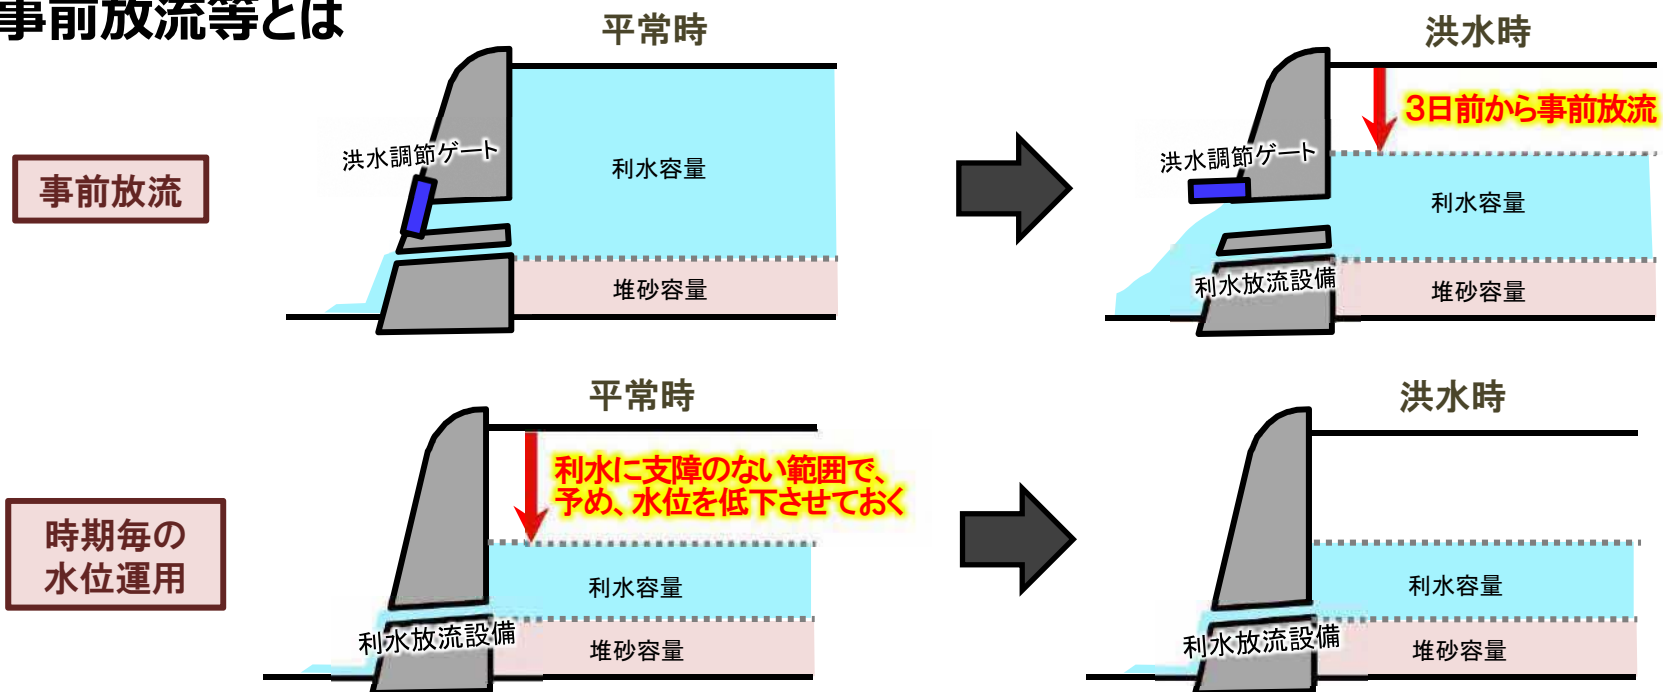 事前放流等とは
平常時
洪水時
3日前から事前放流
洪水調節ゲート
洪水調節ゲート
事前放流
利水容量
利水容量
利水放流設備
堆砂容量
堆砂容量
平常時
洪水時
利水に支障のない範囲で、
予め、水位を低下させておく
時期毎の
水位運用
利水容量
利水容量
利水放流設備
堆砂容量
利水放流設備
堆砂容量